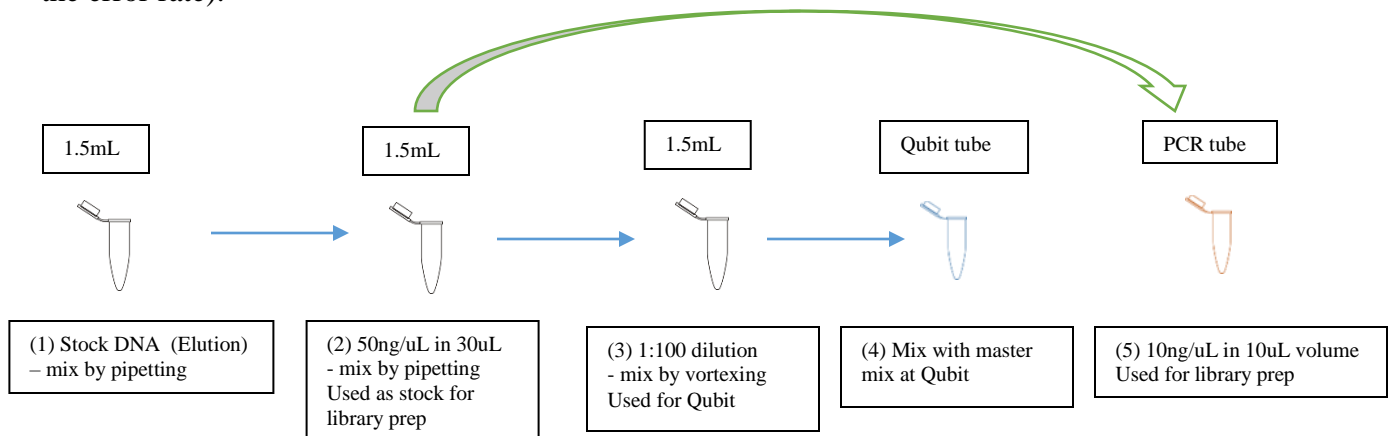 the error rate).
1.5mL
1.5mL
1.5mL
Qubit tube
PCR tube
(1) Stock DNA (Elution)
– mix by pipetting
(2) 50ng/uL in 30uL
- mix by pipetting
Used as stock for
library prep
(3) 1:100 dilution
- mix by vortexing
Used for Qubit
(4) Mix with master
mix at Qubit
(5) 10ng/uL in 10uL volume
Used for library prep